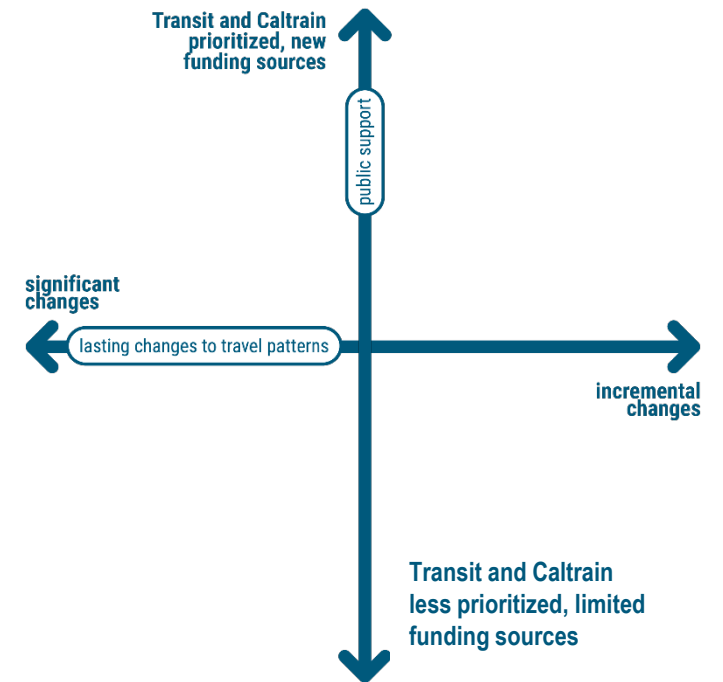 Transit and Caltrain
prioritized, new
funding sources
public support
significant
changes
lasting changes to travel patterns
incremental
changes
Transit and Caltrain
less prioritized, limited
funding sources